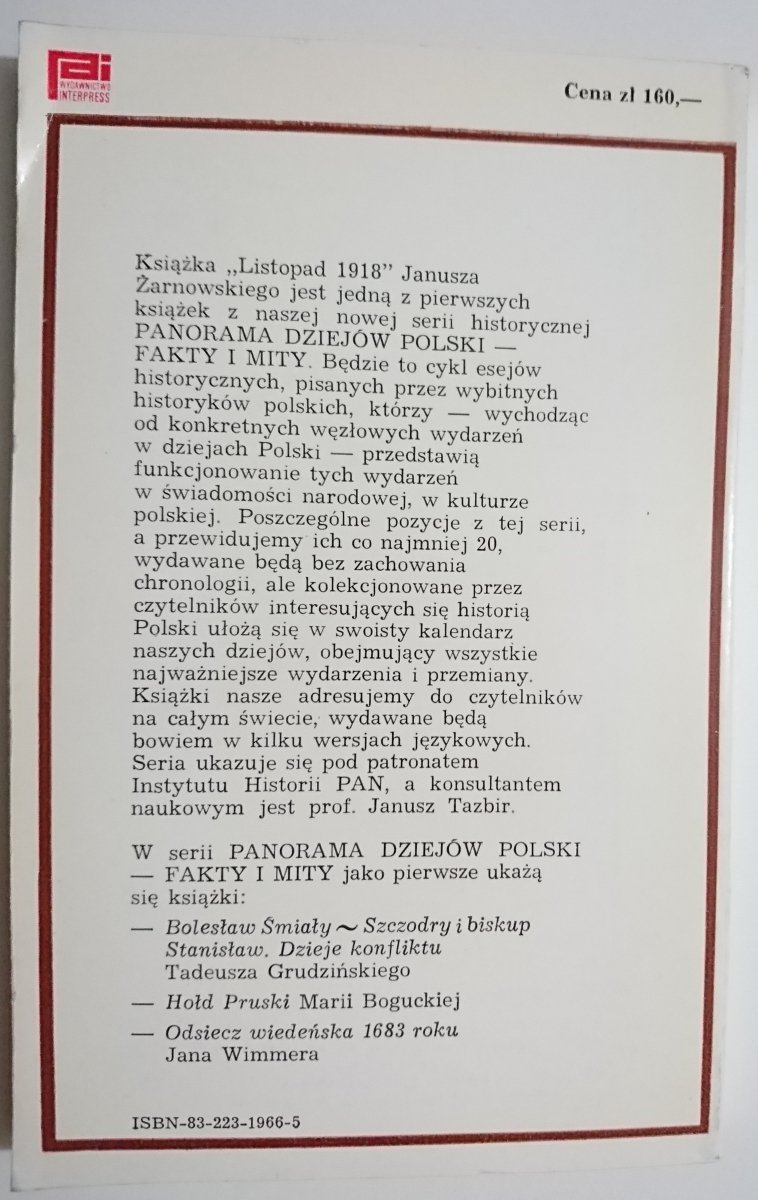 WYDAWNICTWO
INTERPRESS
Cena zł 160,—
Książka „Listopad 1918” Janusza
Żarnowskiego jest jedną z pierwszych
książek z naszej nowej serii historycznej
PANORAMA DZIEJÓW POLSKI —
FAKTY I MITY. Będzie to cykl esejów
historycznych, pisanych przez wybitnych
historyków polskich, którzy — wychodząc
od konkretnych węzłowych wydarzeń
w dziejach Polski — przedstawią
funkcjonowanie tych wydarzeń
w świadomości narodowej, w kulturze
polskiej. Poszczególne pozycje z tej serii,
a przewidujemy ich co najmniej 20,
wydawane będą bez zachowania
chronologii, ale kolekcjonowane przez
czytelników interesujących się historią
Polski ułożą się w swoisty kalendarz
naszych dziejów, obejmujący wszystkie
najważniejsze wydarzenia i przemiany.
Książki nasze adresujemy do czytelników
na całym świecie, wydawane będą
bowiem w kilku wersjach językowych.
Seria ukazuje się pod patronatem
Instytutu Historii PAN, a konsultantem
naukowym jest prof. Janusz Tazbir.
W serii PANORAMA DZIEJÓW POLSKI
— FAKTY I MITY jako pierwsze ukażą
się książki:
— Bolesław Śmiały ~ Szczodry i biskup
Stanisław. Dzieje konfliktu
Tadeusza Grudzińskiego
— Hołd Pruski Marii Boguckiej
— Odsiecz wiedeńska 1683 roku
Jana Wimmera
ISBN-83-223-1966-5